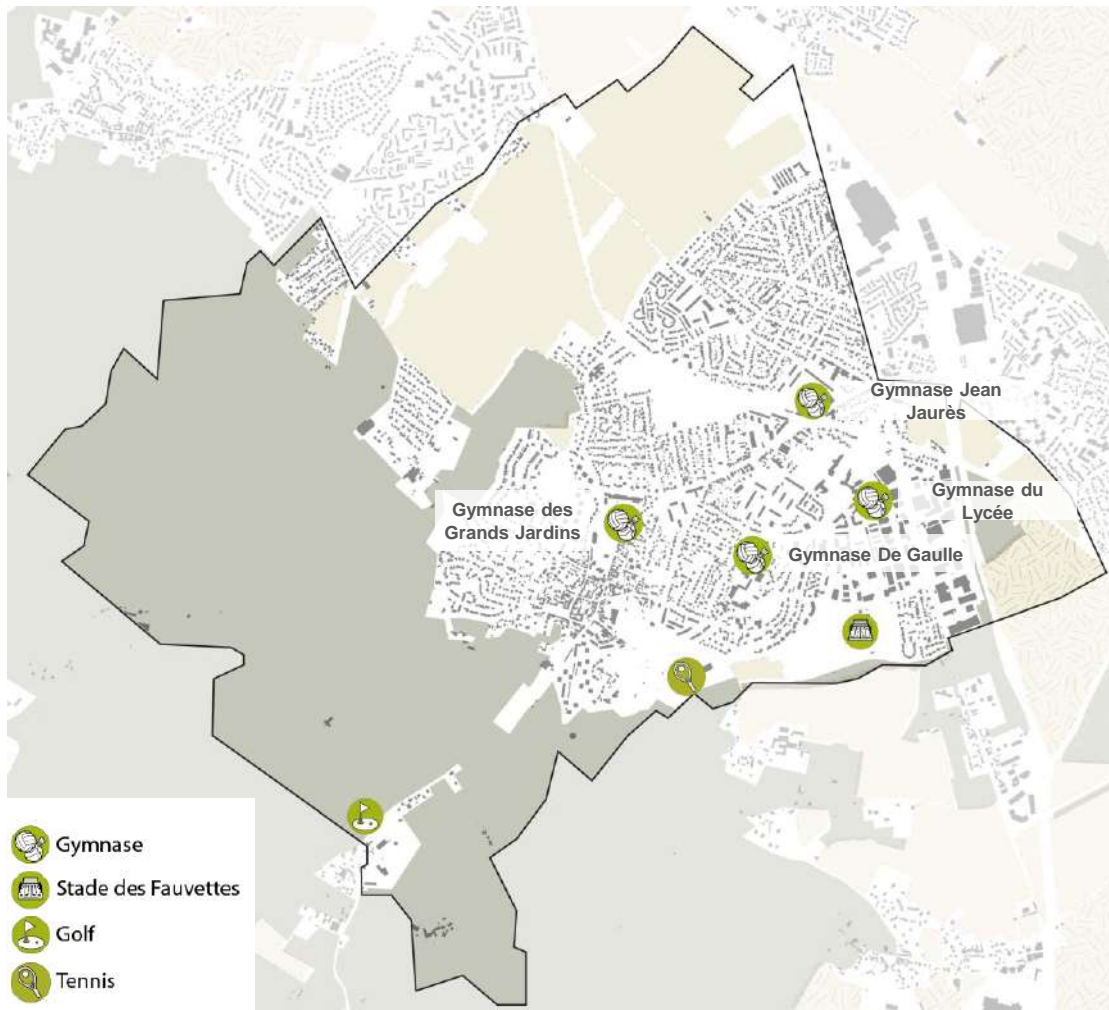 Gymnase Jean
Jaurès
Gymnase du
Lycée
Gymnase des
Grands Jardins
Gymnase De Gaulle
Gymnase
Stade des Fauvettes
Golf
Tennis